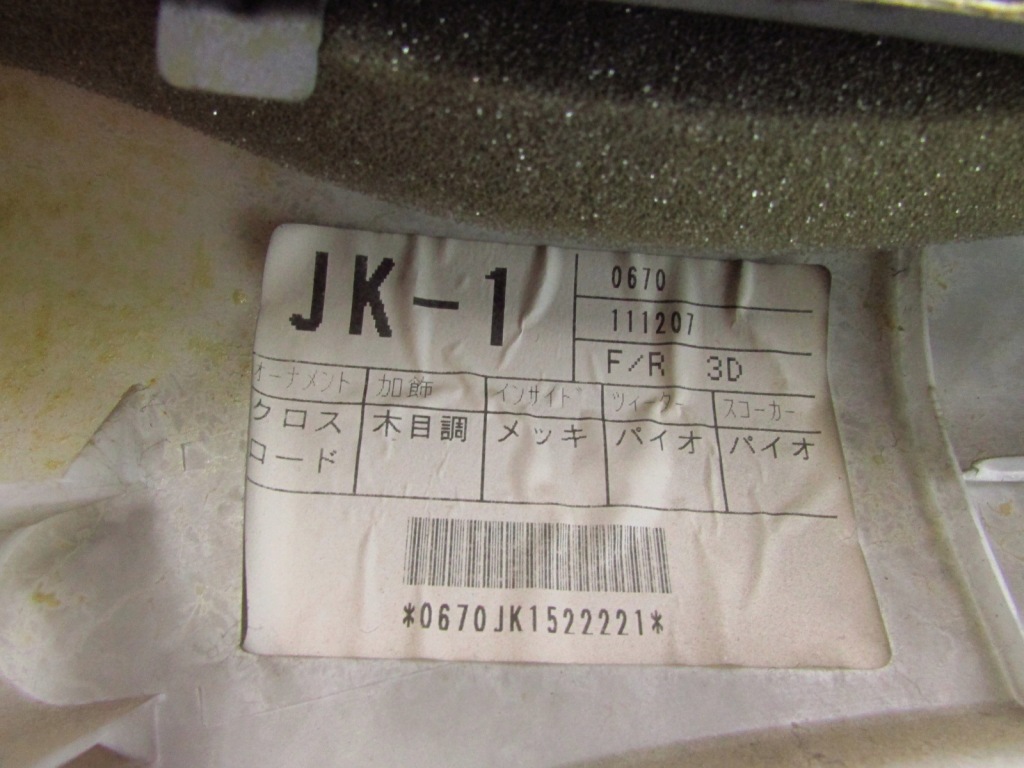 JK-1
0670
111207
F/R 3D
オーナメント 加飾 インサイド ツィーター スコーカー
クロス 木目調 メッキ パイオ パイオ
コード
*0670JK1522221*